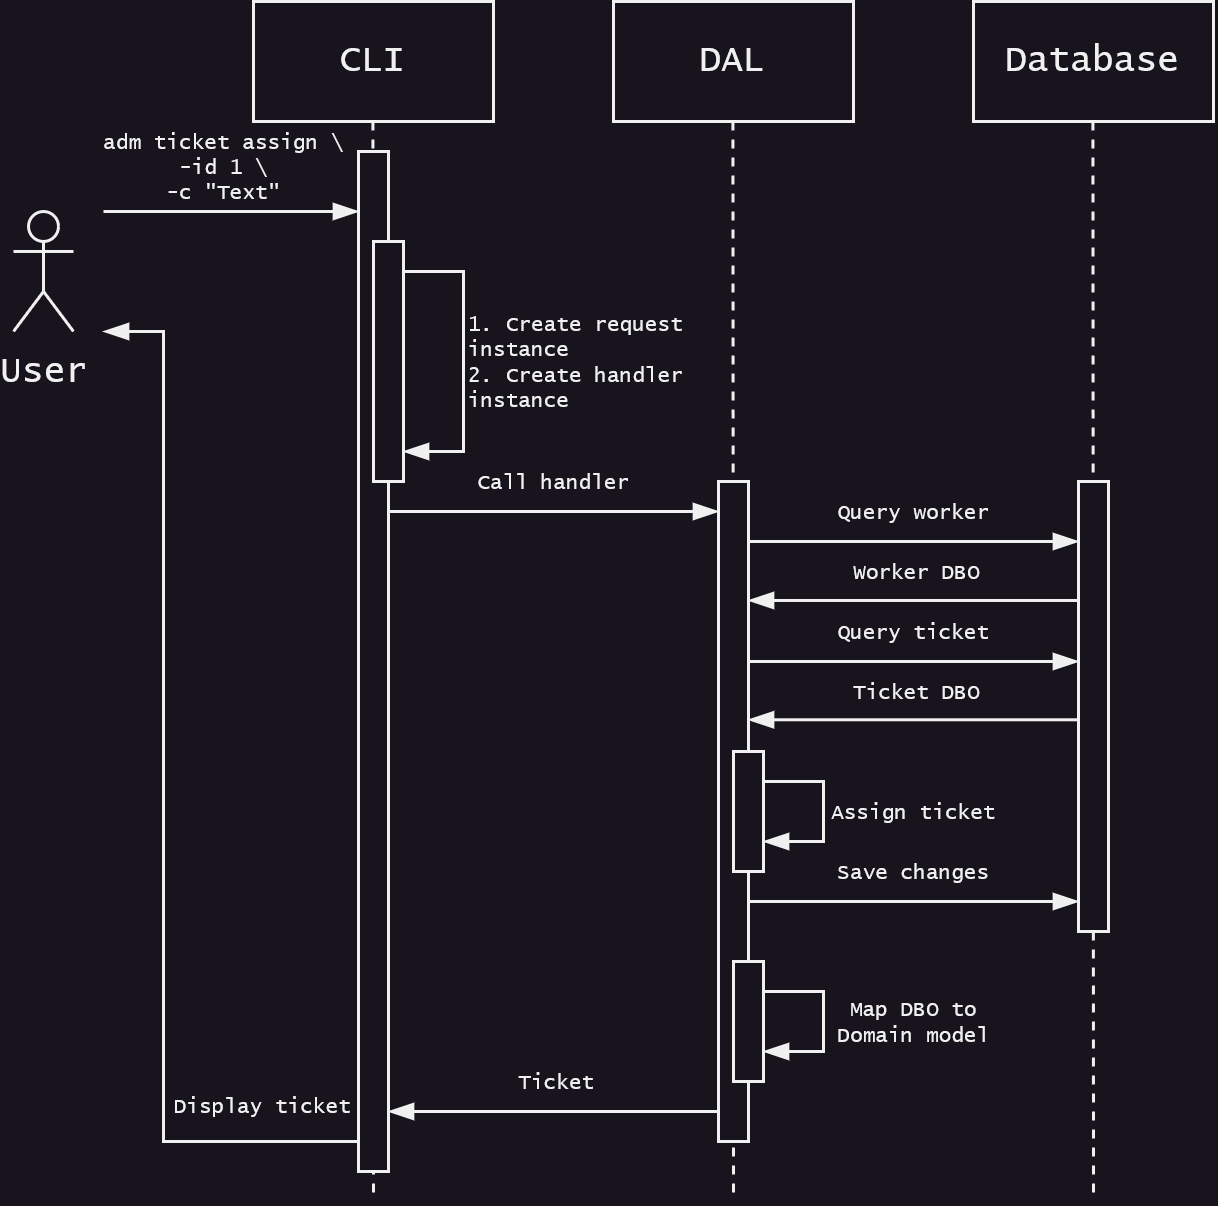 CLI
DAL
Database
adm ticket assign \
-id 1 \
-c "Text"
User
1. Create request
instance
2. Create handler
instance
Call handler
Query worker
Worker DBO
Query ticket
Ticket DBO
Assign ticket
Save changes
Map DBO to
Domain model
Ticket
Display ticket